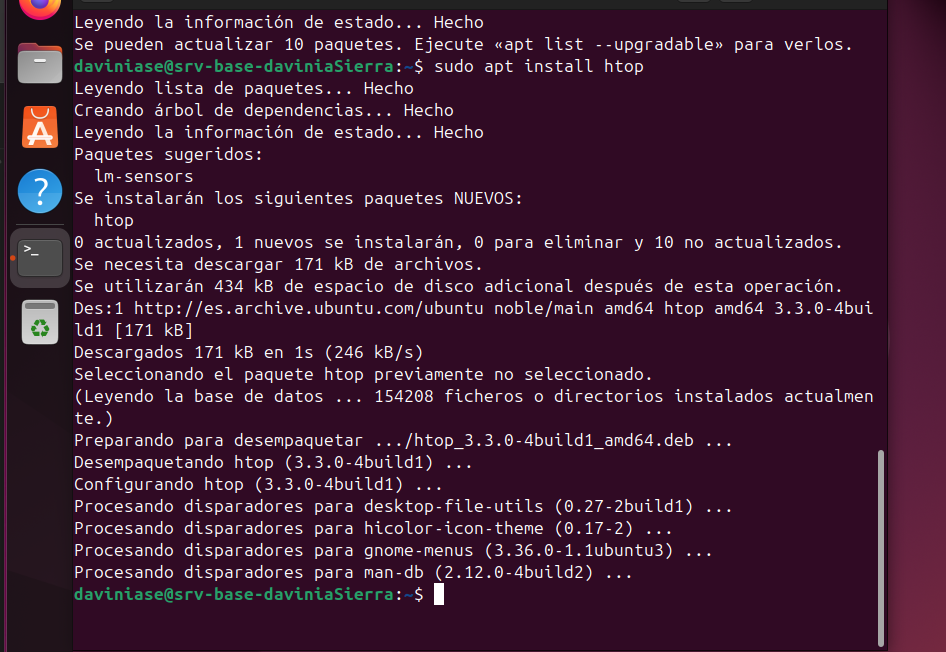 Leyendo la información de estado... Hecho
Se pueden actualizar 10 paquetes. Ejecute «apt list --upgradable» para verlos.
daviniase@srv-base-daviniaSierra:~$ sudo apt install htop
Leyendo lista de paquetes... Hecho
Creando árbol de dependencias... Hecho
Leyendo la información de estado... Hecho
Paquetes sugeridos:
  lm-sensors
Se instalarán los siguientes paquetes NUEVOS:
  htop
0 actualizados, 1 nuevos se instalarán, 0 para eliminar y 10 no actualizados.
Se necesita descargar 171 kB de archivos.
Se utilizarán 434 kB de espacio de disco adicional después de esta operación.
Des:1 http://es.archive.ubuntu.com/ubuntu noble/main amd64 htop amd64 3.3.0-4bui
ld1 [171 kB]
Descargados 171 kB en 1s (246 kB/s)
Seleccionando el paquete htop previamente no seleccionado.
(Leyendo la base de datos ... 154208 ficheros o directorios instalados actualmen
te.)
Preparando para desempaquetar .../htop_3.3.0-4build1_amd64.deb ...
Desempaquetando htop (3.3.0-4build1) ...
Configurando htop (3.3.0-4build1) ...
Procesando disparadores para desktop-file-utils (0.27-2build1) ...
Procesando disparadores para hicolor-icon-theme (0.17-2) ...
Procesando disparadores para gnome-menus (3.36.0-1.1ubuntu3) ...
Procesando disparadores para man-db (2.12.0-4build2) ...
daviniase@srv-base-daviniaSierra:~$